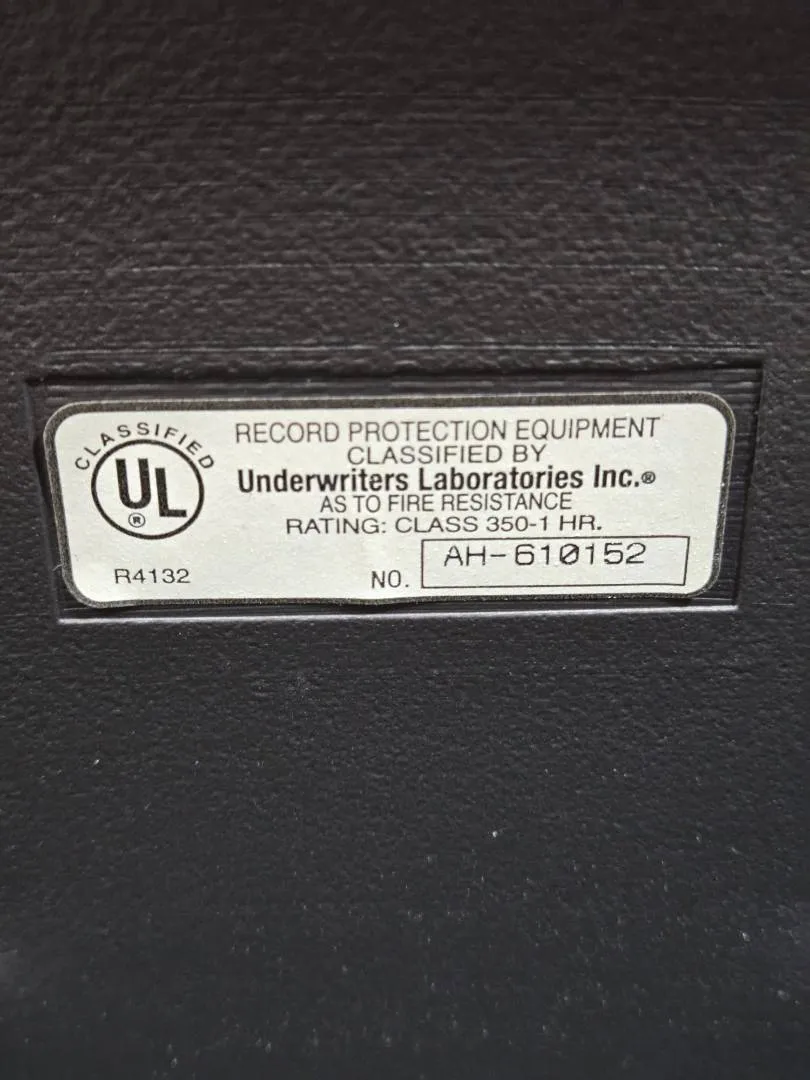 CLASSIFIED
UL
®
R4132
RECORD PROTECTION EQUIPMENT
CLASSIFIED BY
Underwriters Laboratories Inc.®
AS TO FIRE RESISTANCE
RATING: CLASS 350-1 HR.
NO. AH-610152